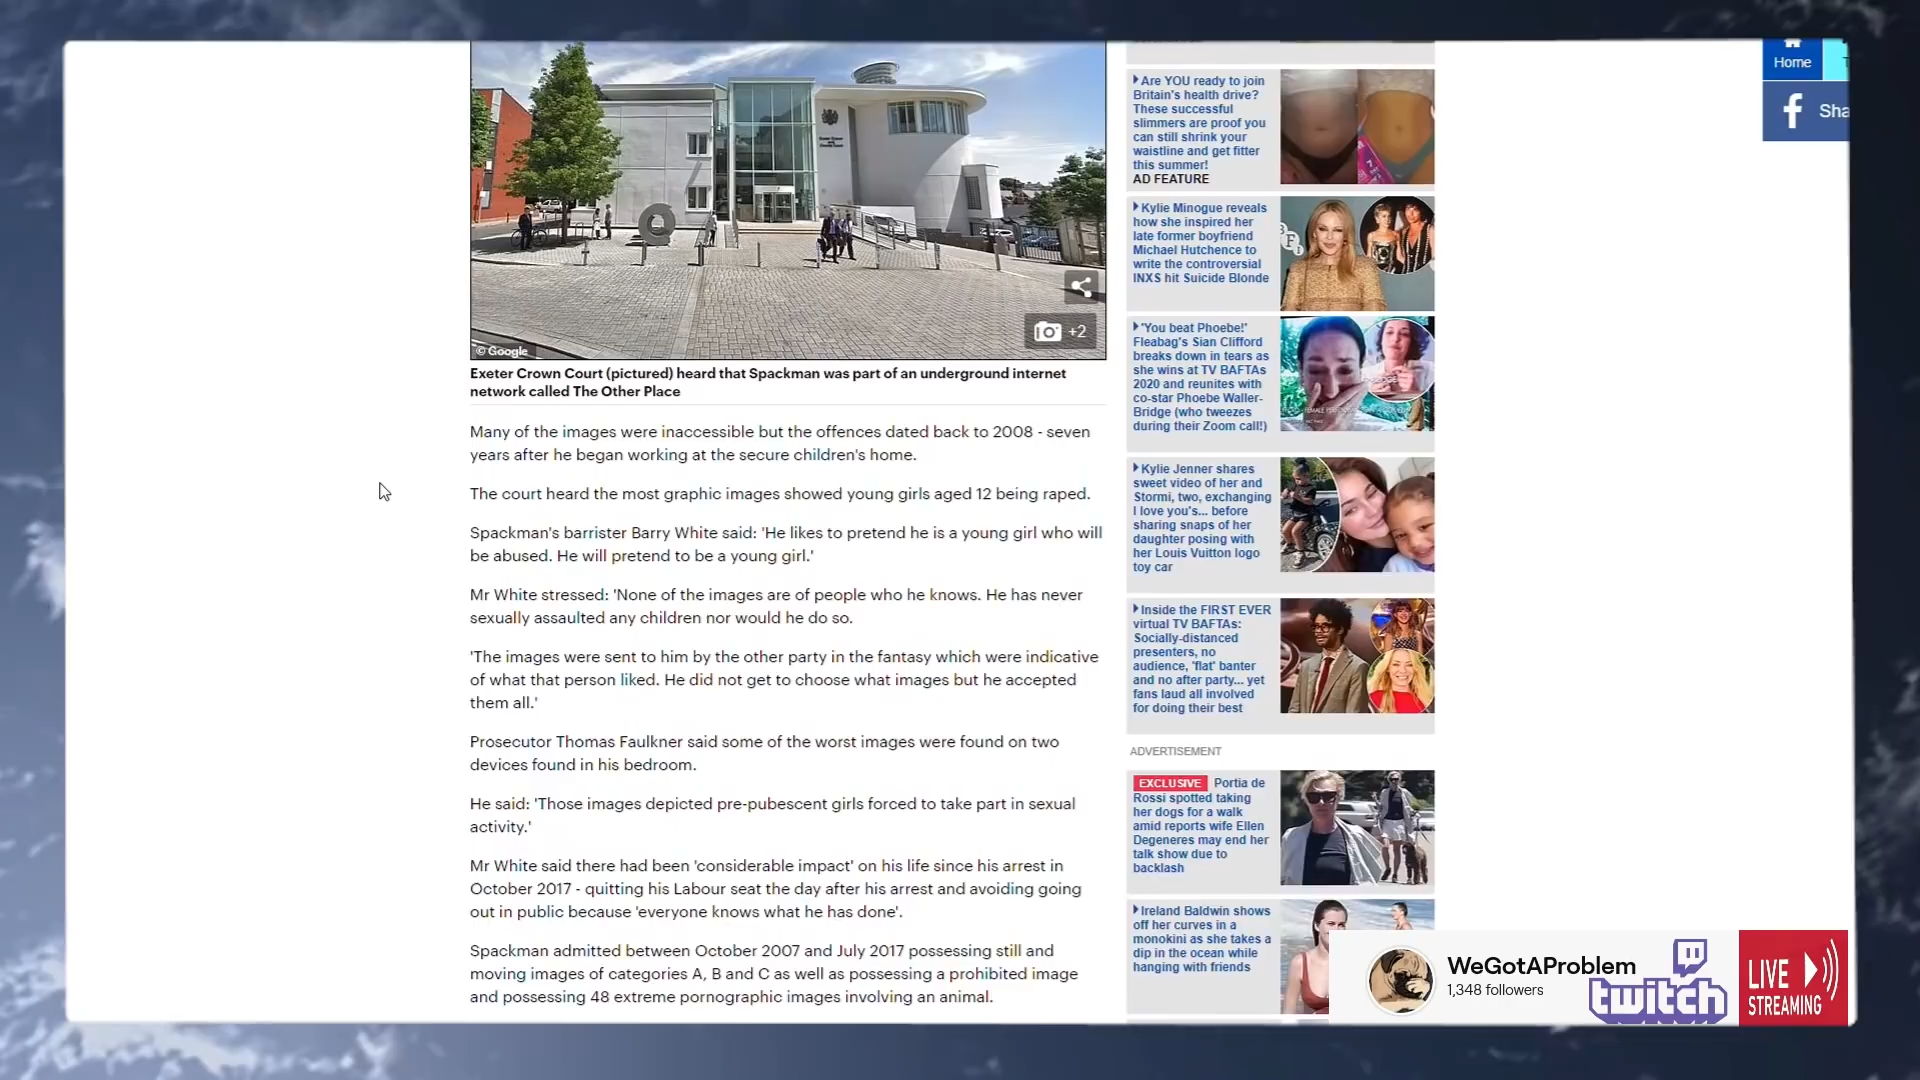 Home
Sha
Are YOU ready to join
Britain's health drive?
These successful
slimmers are proof you
can still shrink your
waistline and get fitter
this summer!
AD FEATURE
Kylie Minogue reveals
how she inspired her
late former boyfriend
Michael Hutchence to
write the controversial
INXS hit Suicide Blonde
'You beat Phoebe!'
Fleabag's Sian Clifford
breaks down in tears as
she wins at TV BAFTAs
2020 and reunites with
co-star Phoebe Waller-
Bridge (who tweezes
during their Zoom call!)
Kylie Jenner shares
sweet video of her and
Stormi, two, exchanging
I love you's... before
sharing snaps of her
daughter posing with
her Louis Vuitton logo
toy car
Inside the FIRST EVER
virtual TV BAFTAs:
Socially-distanced
presenters, no
audience, 'flat' banter
and no after party... yet
fans laud all involved
for doing their best
ADVERTISEMENT
EXCLUSIVE Portia de
Rossi spotted taking
her dogs for a walk
amid reports wife Ellen
Degeneres may end her
talk show due to
backlash
Ireland Baldwin shows
off her curves in a
monokini as she takes a
dip in the ocean while
hanging with friends
+2
© Google
Exeter Crown Court (pictured) heard that Spackman was part of an underground internet
network called The Other Place
Many of the images were inaccessible but the offences dated back to 2008 - seven
years after he began working at the secure children's home.
The court heard the most graphic images showed young girls aged 12 being raped.
Spackman's barrister Barry White said: 'He likes to pretend he is a young girl who will
be abused. He will pretend to be a young girl.'
Mr White stressed: 'None of the images are of people who he knows. He has never
sexually assaulted any children nor would he do so.
'The images were sent to him by the other party in the fantasy which were indicative
of what that person liked. He did not get to choose what images but he accepted
them all.'
Prosecutor Thomas Faulkner said some of the worst images were found on two
devices found in his bedroom.
He said: 'Those images depicted pre-pubescent girls forced to take part in sexual
activity.'
Mr White said there had been 'considerable impact' on his life since his arrest in
October 2017 - quitting his Labour seat the day after his arrest and avoiding going
out in public because 'everyone knows what he has done'.
Spackman admitted between October 2007 and July 2017 possessing still and
moving images of categories A, B and C as well as possessing a prohibited image
and possessing 48 extreme pornographic images involving an animal.
WeGotAProblem
1,348 followers
twitch
LIVE
STREAMING